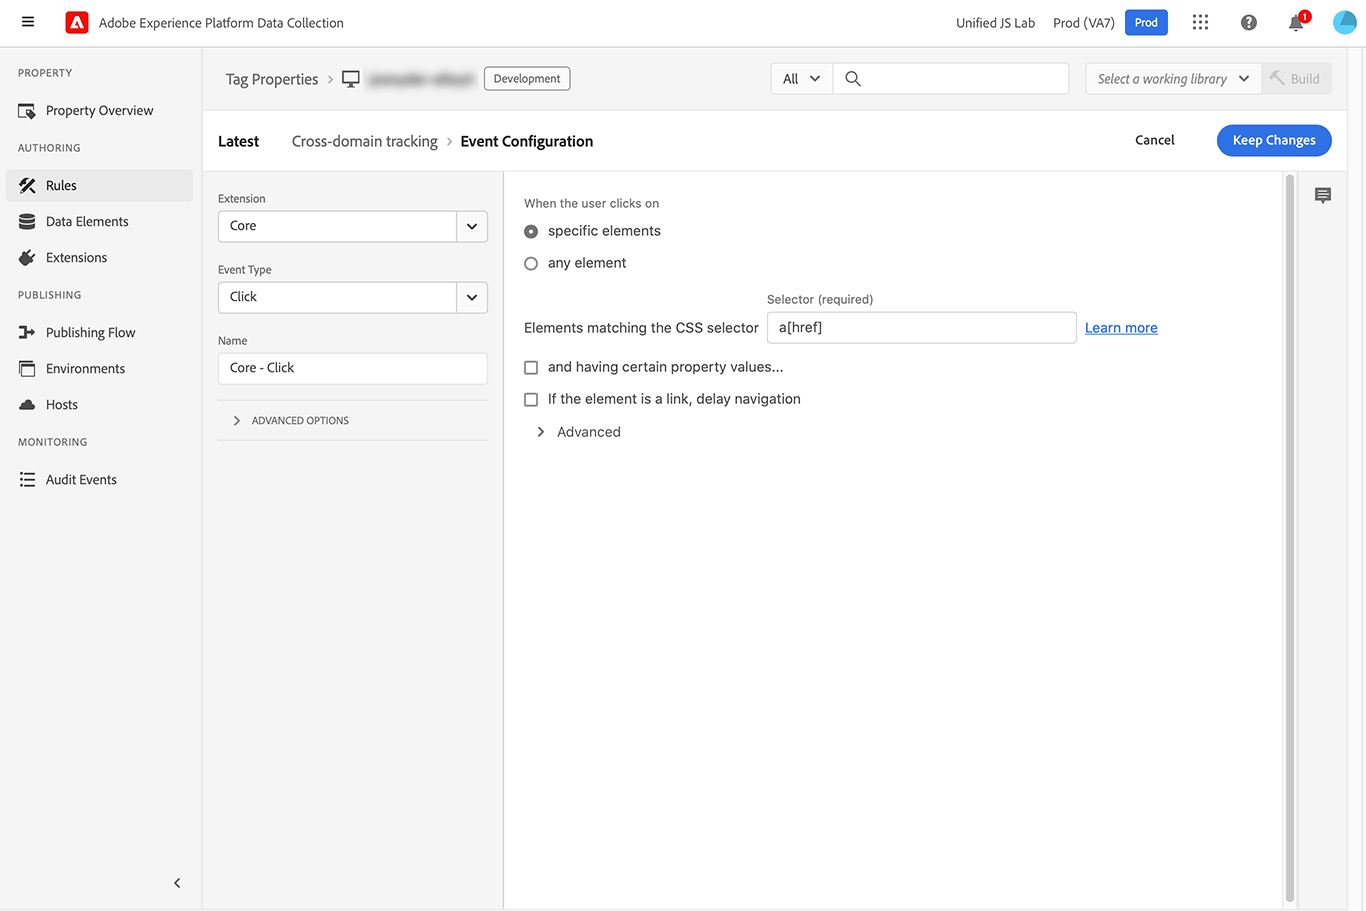 Adobe Experience Platform Data Collection
Unified JS Lab
Prod (VA7)
Prod
1
PROPERTY
Property Overview
AUTHORING
Rules
Data Elements
Extensions
PUBLISHING
Publishing Flow
Environments
Hosts
MONITORING
Audit Events
Tag Properties
Development
All
Select a working library
Build
Latest
Cross-domain tracking > Event Configuration
Cancel
Keep Changes
Extension
Core
Event Type
Click
Name
Core - Click
ADVANCED OPTIONS
When the user clicks on
specific elements
any element
Selector (required)
Elements matching the CSS selector
a[href]
Learn more
and having certain property values...
If the element is a link, delay navigation
Advanced